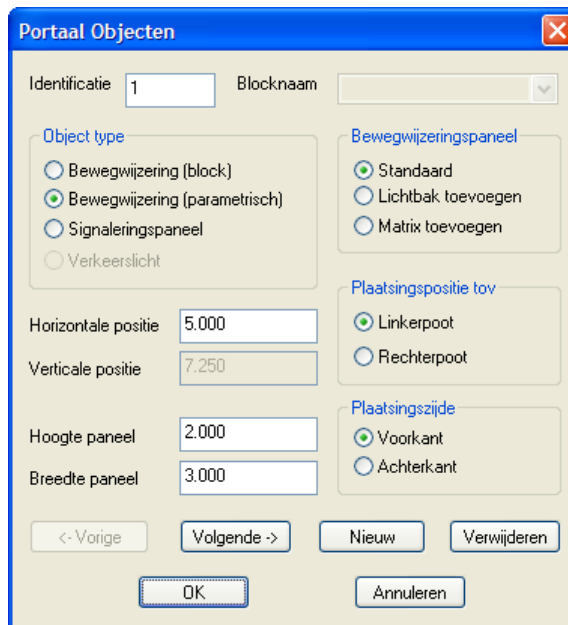 Portaal Objecten
Identificatie 1 Blocknaam
Object type
Bewegwijzering (block)
Bewegwijzering (parametrisch)
Signaleringspaneel
Verkeerslicht
Bewegwijzeringspaneel
Standaard
Lichtbak toevoegen
Matrix toevoegen
Plaatsingspositie tov
Linkerpoot
Rechterpoot
Horizontale positie 5.000
Verticale positie 7.250
Plaatsingszijde
Voorkant
Achterkant
Hoogte paneel 2.000
Breedte paneel 3.000
<- Vorige Volgende -> Nieuw Verwijderen
OK Annuleren